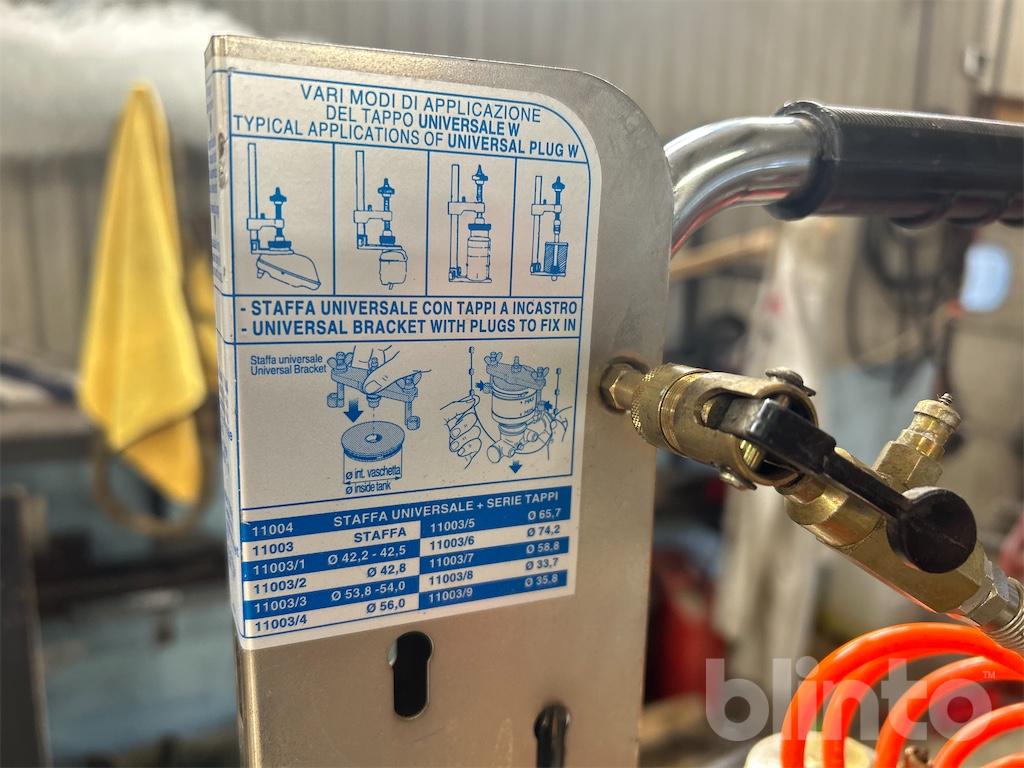 VARI MODI DI APPLICAZIONE
DEL TAPPO UNIVERSALE W
TYPICAL APPLICATIONS OF UNIVERSAL PLUG W
- STAFFA UNIVERSALE CON TAPPI A INCASTRO
- UNIVERSAL BRACKET WITH PLUGS TO FIX IN
Staffa universale
Universal Bracket
Ø int. vaschetta
Ø inside tank
11004 STAFFA UNIVERSALE + SERIE TAPPI
11003 STAFFA
11003/1 Ø 42,2 - 42,5
11003/2 Ø 42,8
11003/3 Ø 53,8 -54,0
11003/4 Ø 56,0
11003/5 Ø 65,7
11003/6 Ø 74,2
11003/7 Ø 58,8
11003/8 Ø 33,7
11003/9 Ø 35,8
blinto™